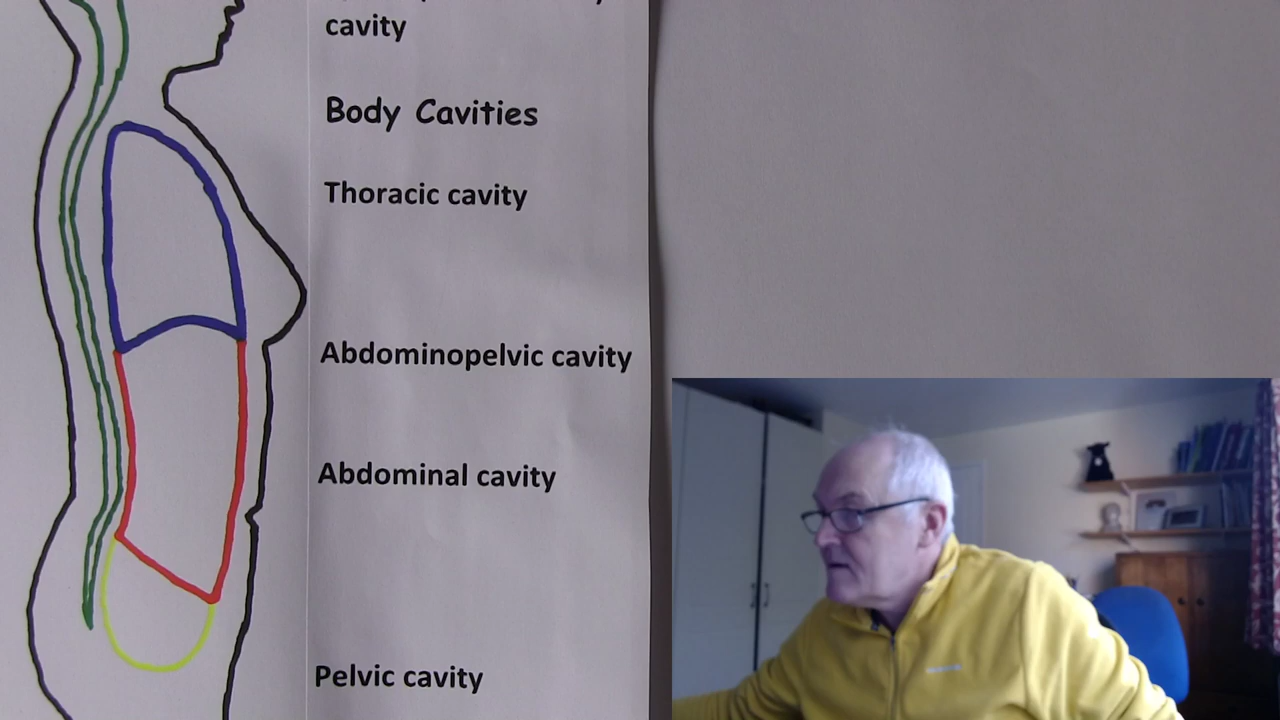 cavity
Body Cavities
Thoracic cavity
Abdominopelvic cavity
Abdominal cavity
Pelvic cavity